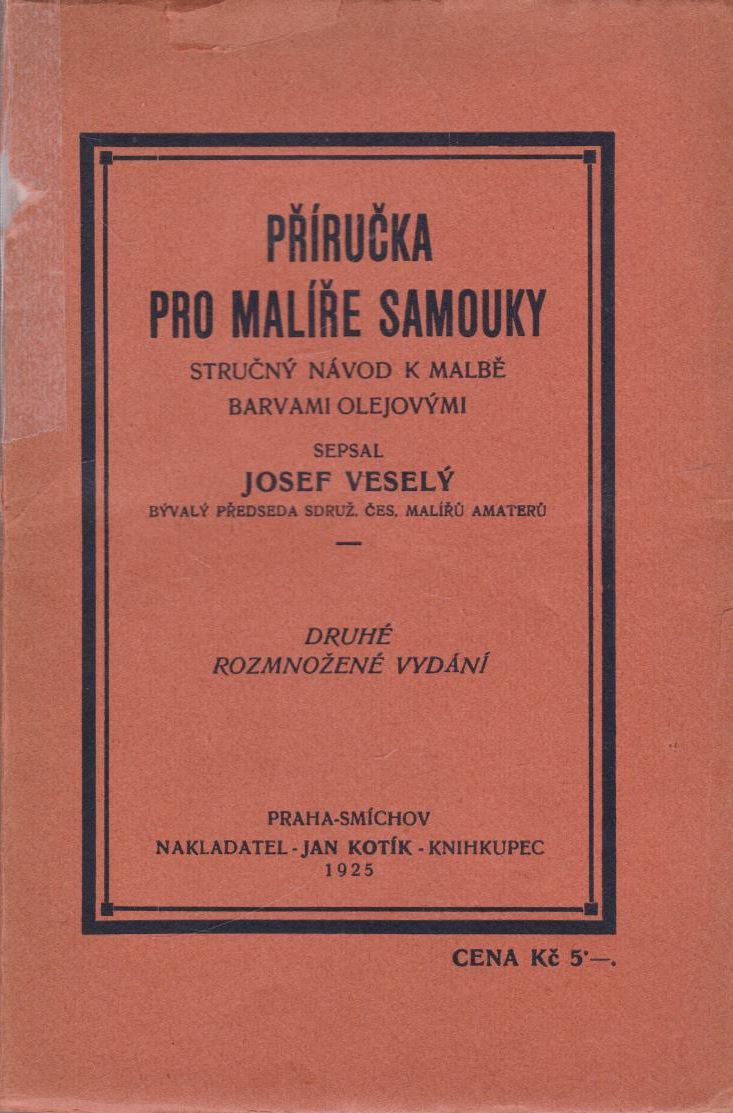 PŘÍRUČKA
PRO MALÍŘE SAMOUKY
STRUČNÝ NÁVOD K MALBĚ
BARVAMI OLEJOVÝMI
SEPSAL
JOSEF VESELÝ
BÝVALÝ PŘEDSEDA SDRUŽ. ČES. MALÍŘŮ AMATERŮ
—
DRUHÉ
ROZMNOŽENÉ VYDÁNÍ
PRAHA-SMÍCHOV
NAKLADATEL - JAN KOTÍK - KNIHKUPEC
1925
CENA Kč 5·—.